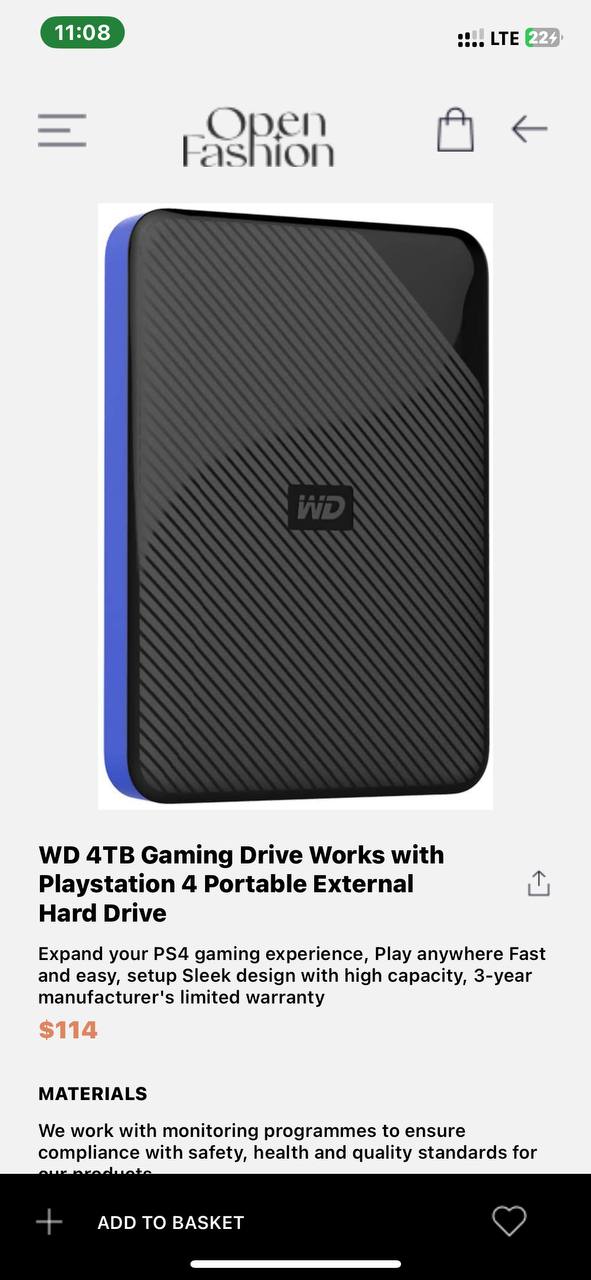 11:08
LTE 22
Open
Fashion
WD
WD 4TB Gaming Drive Works with
Playstation 4 Portable External
Hard Drive
Expand your PS4 gaming experience, Play anywhere Fast
and easy, setup Sleek design with high capacity, 3-year
manufacturer's limited warranty
$114
MATERIALS
We work with monitoring programmes to ensure
compliance with safety, health and quality standards for
our products
ADD TO BASKET